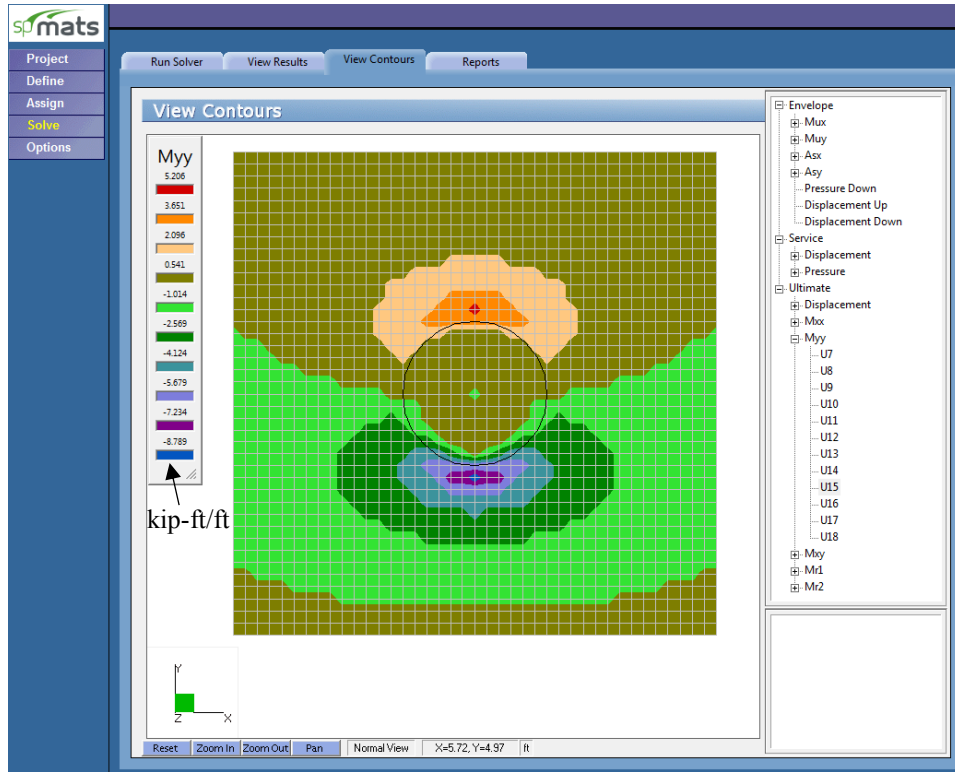 spmats
Project
Define
Assign
Solve
Options
Run Solver
View Results
View Contours
Reports
View Contours
Myy
5.206
3.651
2.096
0.541
-1.014
-2.569
-4.124
-5.679
-7.234
-8.789
kip-ft/ft
Y
Z
X
Reset
Zoom In
Zoom Out
Pan
Normal View
X=5.72, Y=4.97
ft
Envelope
Mux
Muy
Asx
Asy
Pressure Down
Displacement Up
Displacement Down
Service
Displacement
Pressure
Ultimate
Displacement
Mxx
Myy
U7
U8
U9
U10
U11
U12
U13
U14
U15
U16
U17
U18
Mxy
Mr1
Mr2